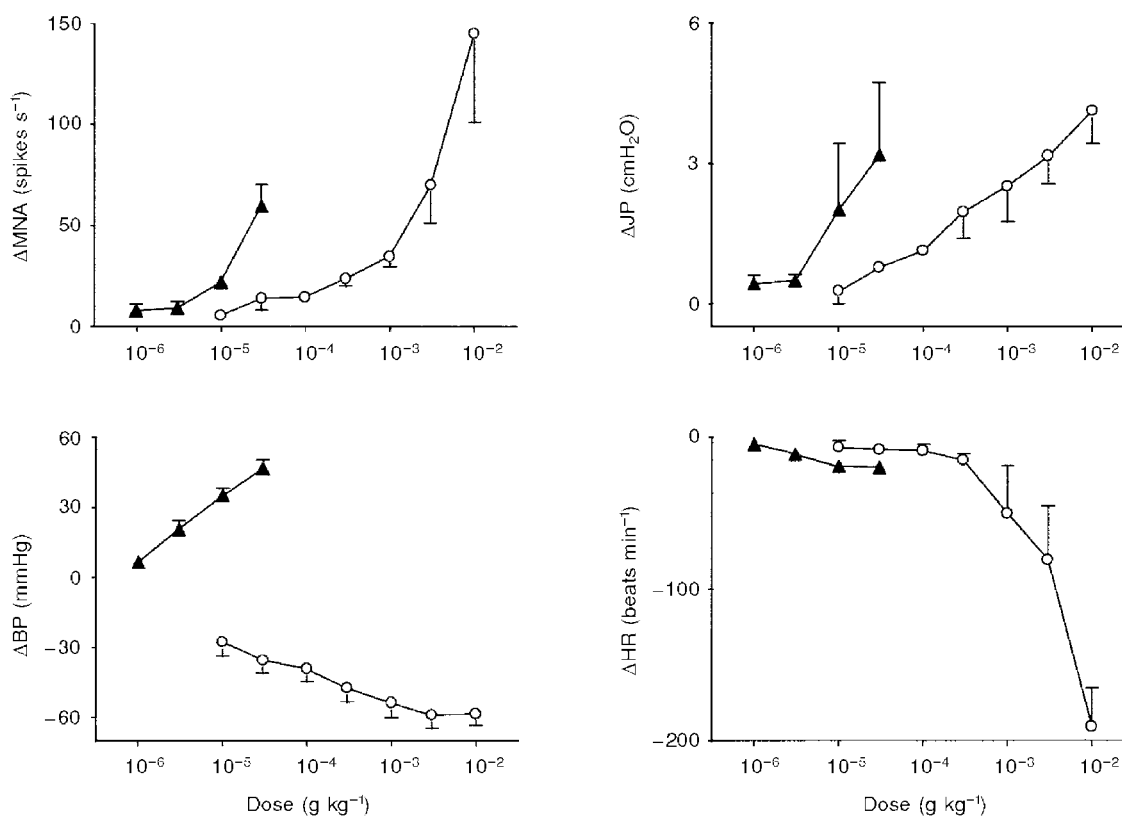 ΔMNA (spikes s⁻¹)
150
100
50
0
10⁻⁶ 10⁻⁵ 10⁻⁴ 10⁻³ 10⁻²
ΔJP (cmH₂O)
6
3
0
10⁻⁶ 10⁻⁵ 10⁻⁴ 10⁻³ 10⁻²
ΔBP (mmHg)
60
30
0
−30
−60
10⁻⁶ 10⁻⁵ 10⁻⁴ 10⁻³ 10⁻²
Dose (g kg⁻¹)
ΔHR (beats min⁻¹)
0
−100
−200
10⁻⁶ 10⁻⁵ 10⁻⁴ 10⁻³ 10⁻²
Dose (g kg⁻¹)